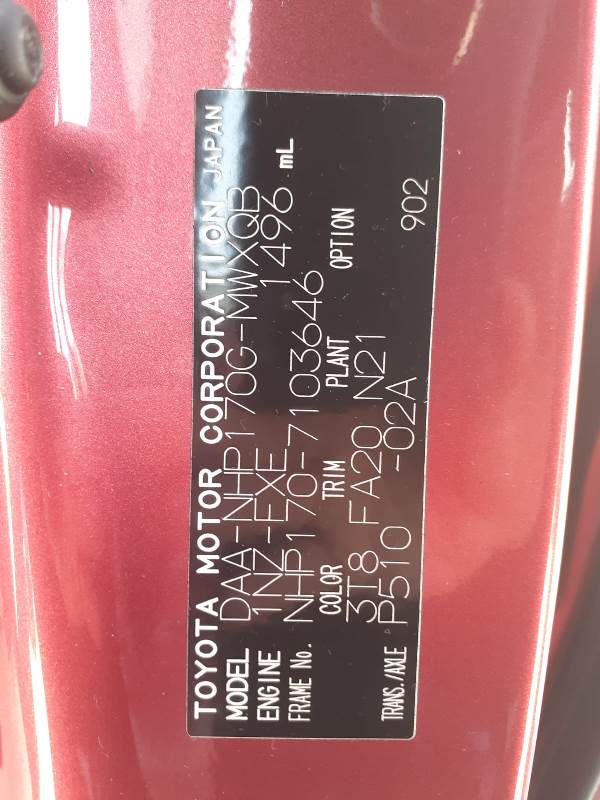 TOYOTA MOTOR CORPORATION JAPAN
MODEL DAA-NHP170G-MWXQB
ENGINE 1NZ-FXE 1496 mL
FRAME No. NHP170-7103646
COLOR TRIM PLANT OPTION
3T8 FA20 N21
TRANS./AXLE P510 -02A 902